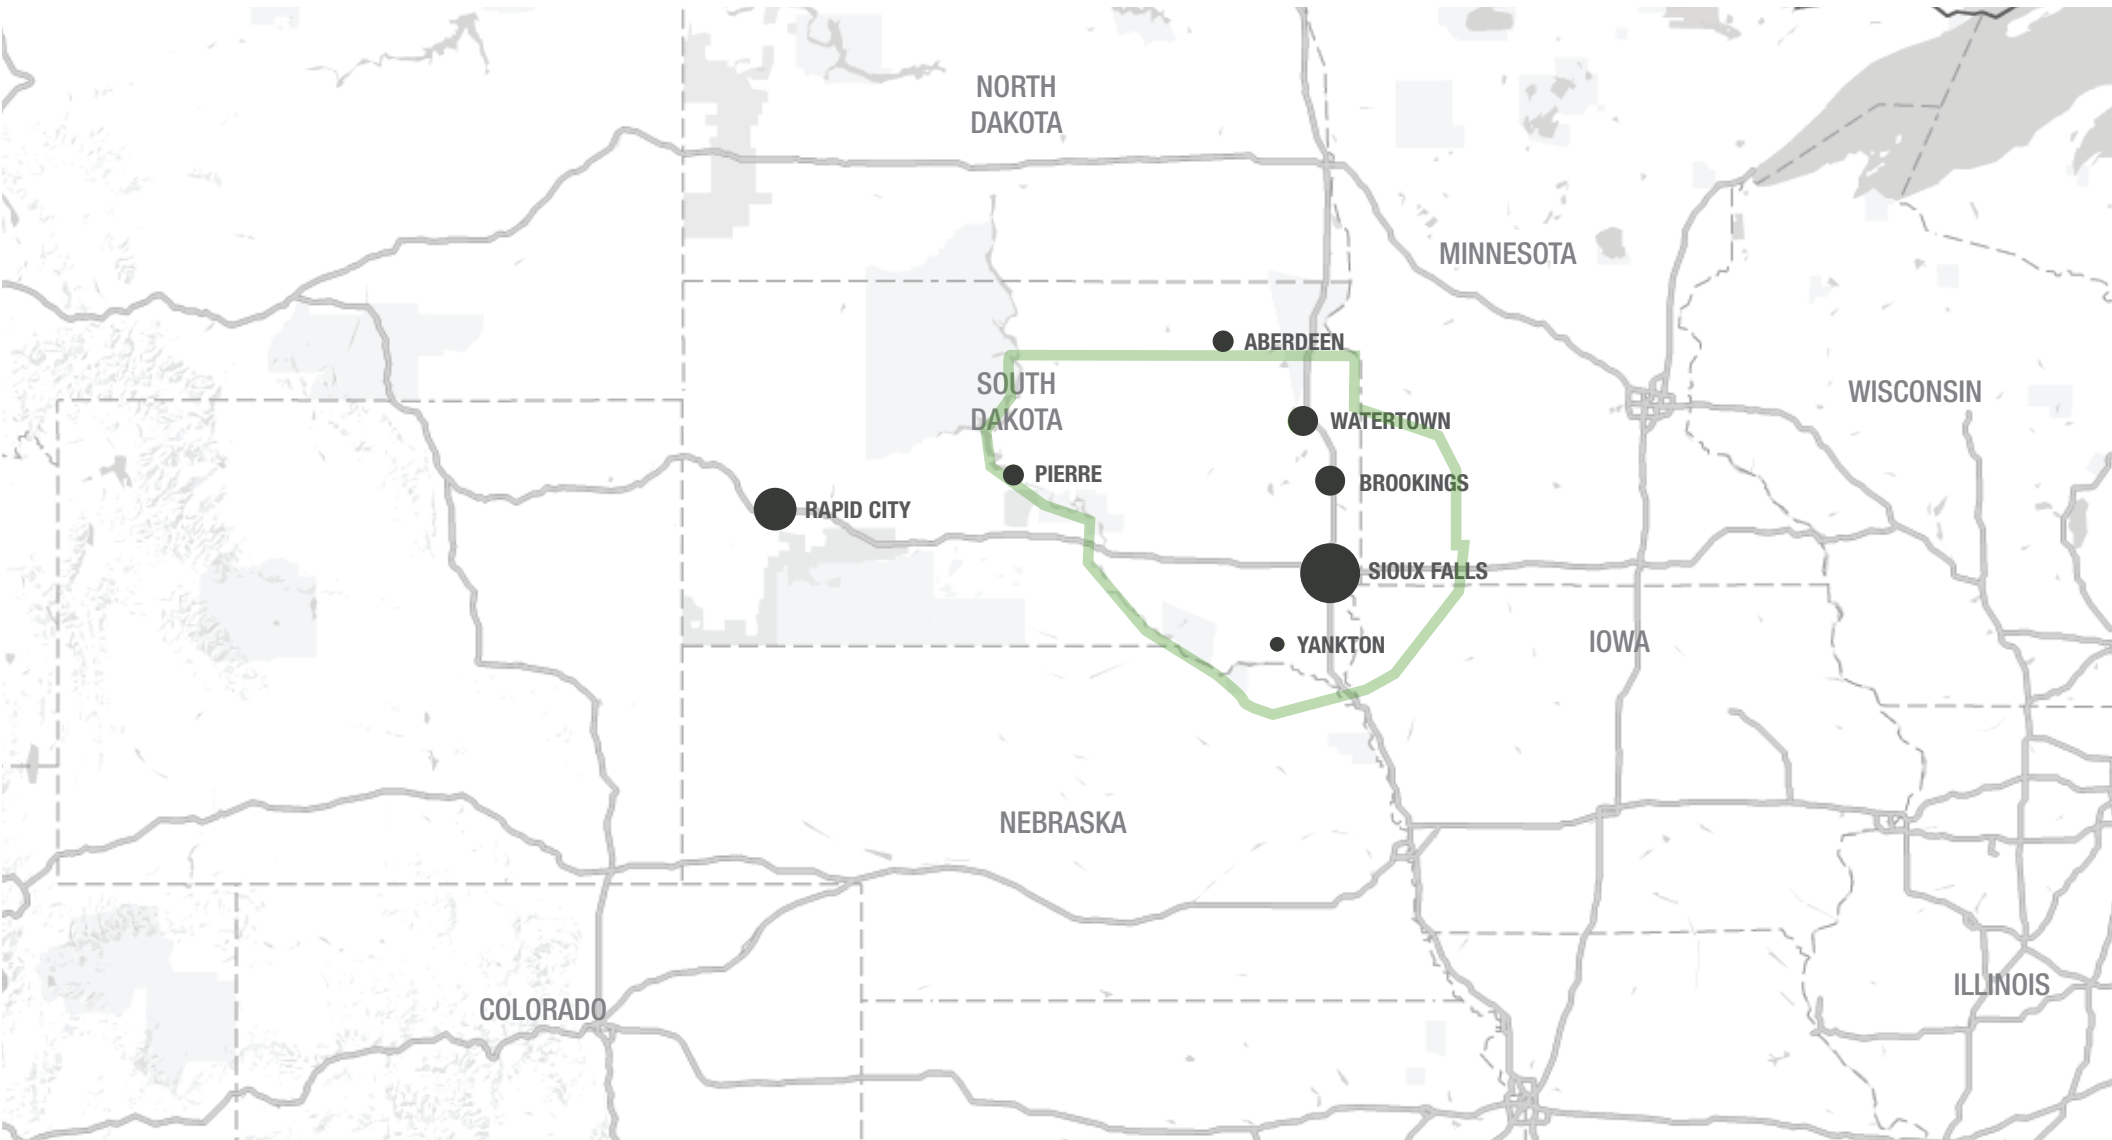 NORTH
DAKOTA
MINNESOTA
ABERDEEN
SOUTH
DAKOTA
WISCONSIN
WATERTOWN
PIERRE
BROOKINGS
RAPID CITY
SIOUX FALLS
IOWA
YANKTON
NEBRASKA
ILLINOIS
COLORADO